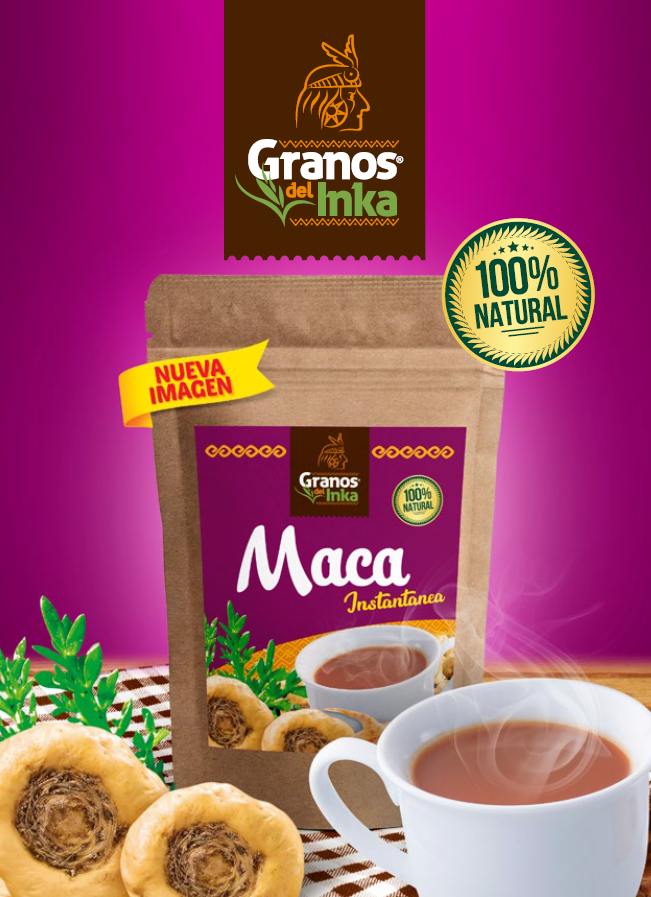 Granos®
del Inka
100%
NATURAL
NUEVA
IMAGEN
Granos®
del Inka
100%
NATURAL
Maca
Instantanea